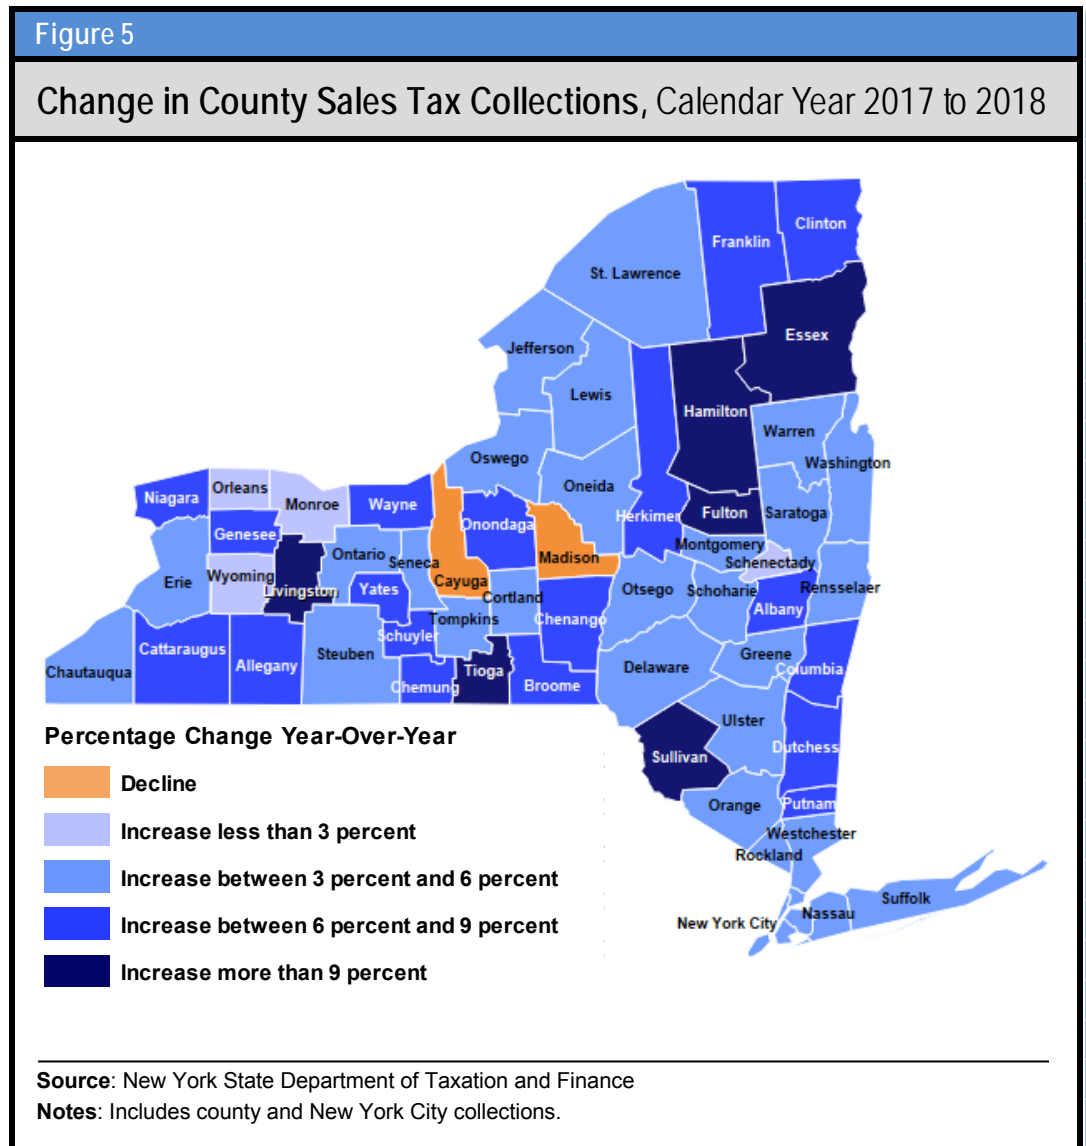 Figure 5
Change in County Sales Tax Collections, Calendar Year 2017 to 2018
Clinton
Franklin
St. Lawrence
Essex
Jefferson
Lewis
Hamilton
Warren
Oswego
Washington
Oneida
Orleans
Niagara
Monroe
Wayne
Herkimer
Fulton
Saratoga
Onondaga
Genesee
Montgomery
Ontario
Seneca
Madison
Schenectady
Wyoming
Erie
Cayuga
Livingston
Yates
Otsego
Schoharie
Rensselaer
Cortland
Albany
Tompkins
Chenango
Schuyler
Cattaraugus
Steuben
Greene
Allegany
Delaware
Columbia
Chautauqua
Tioga
Chemung
Broome
Ulster
Percentage Change Year-Over-Year
Dutchess
Sullivan
Decline
Orange
Putnam
Increase less than 3 percent
Westchester
Rockland
Increase between 3 percent and 6 percent
Suffolk
Nassau
New York City
Increase between 6 percent and 9 percent
Increase more than 9 percent
Source: New York State Department of Taxation and Finance
Notes: Includes county and New York City collections.